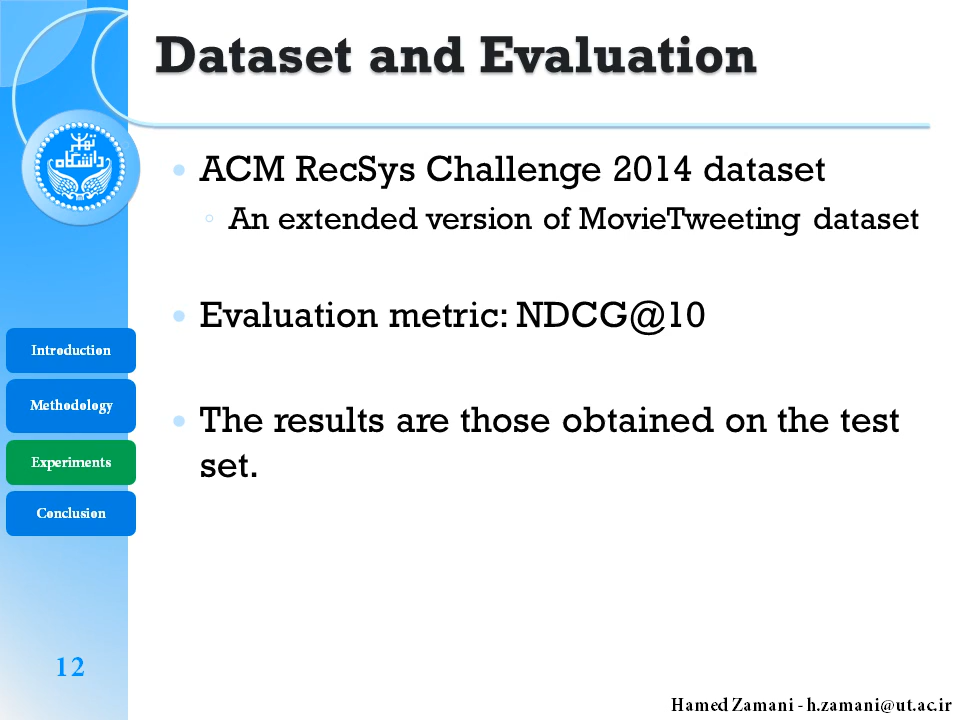 Dataset and Evaluation
دانشگاه تهران
ACM RecSys Challenge 2014 dataset
An extended version of MovieTweeting dataset
Evaluation metric: NDCG@10
The results are those obtained on the test
set.
Introduction
Methodology
Experiments
Conclusion
12
Hamed Zamani - h.zamani@ut.ac.ir